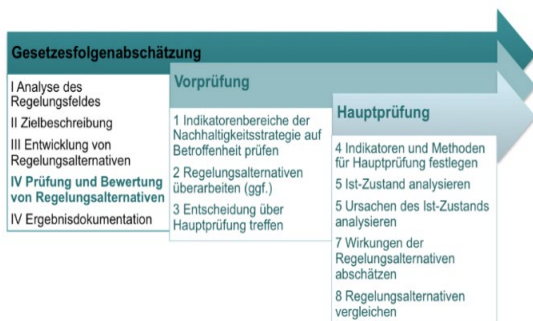 Gesetzesfolgenabschätzung
I Analyse des
Regelungsfeldes
II Zielbeschreibung
III Entwicklung von
Regelungsalternativen
IV Prüfung und Bewertung
von Regelungsalternativen
IV Ergebnisdokumentation
Vorprüfung
1 Indikatorenbereiche der
Nachhaltigkeitsstrategie auf
Betroffenheit prüfen
2 Regelungsalternativen
überarbeiten (ggf.)
3 Entscheidung über
Hauptprüfung treffen
Hauptprüfung
4 Indikatoren und Methoden
für Hauptprüfung festlegen
5 Ist-Zustand analysieren
5 Ursachen des Ist-Zustands
analysieren
7 Wirkungen der
Regelungsalternativen
abschätzen
8 Regelungsalternativen
vergleichen